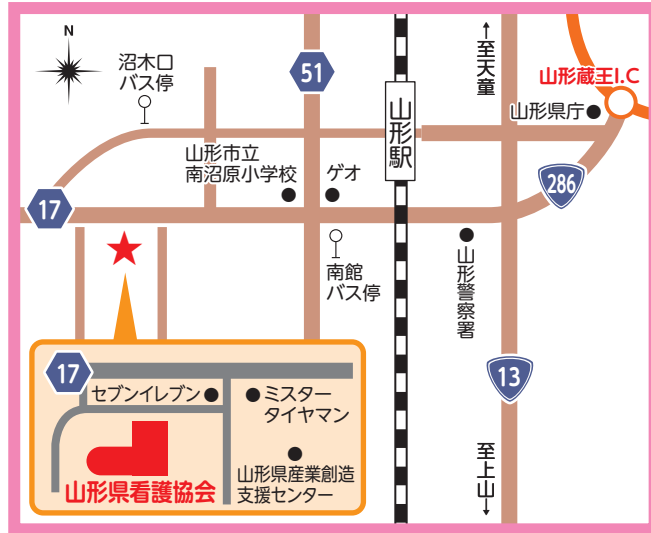 N
沼木口
バス停
51
←至天童
山形蔵王I.C
山形県庁
山形駅
山形市立
南沼原小学校
ゲオ
286
17
南館
バス停
山形警察署
13
至上山→
17
セブンイレブン
ミスター
タイヤマン
山形県産業創造
支援センター
山形県看護協会